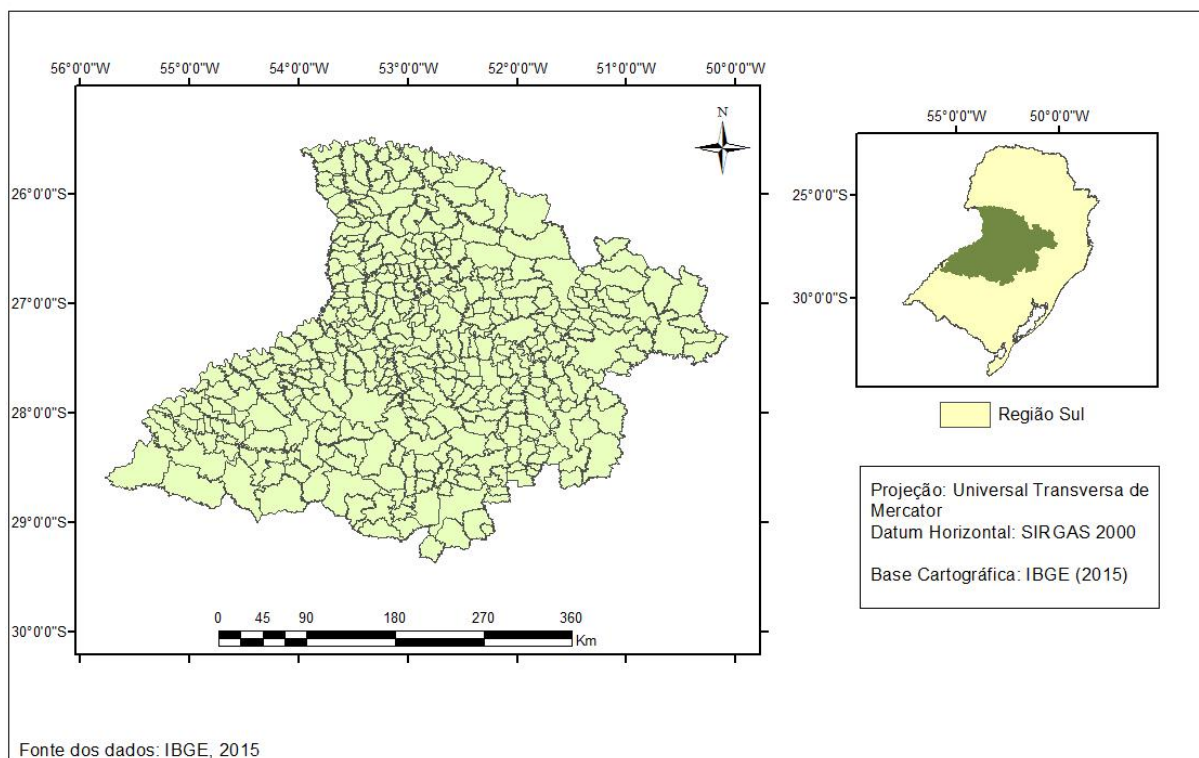 56°0'0"W 55°0'0"W 54°0'0"W 53°0'0"W 52°0'0"W 51°0'0"W 50°0'0"W
N
26°0'0"S
27°0'0"S
28°0'0"S
29°0'0"S
30°0'0"S
0 45 90 180 270 360
Km
55°0'0"W 50°0'0"W
25°0'0"S
30°0'0"S
Região Sul
Projeção: Universal Transversa de
Mercator
Datum Horizontal: SIRGAS 2000
Base Cartográfica: IBGE (2015)
Fonte dos dados: IBGE, 2015